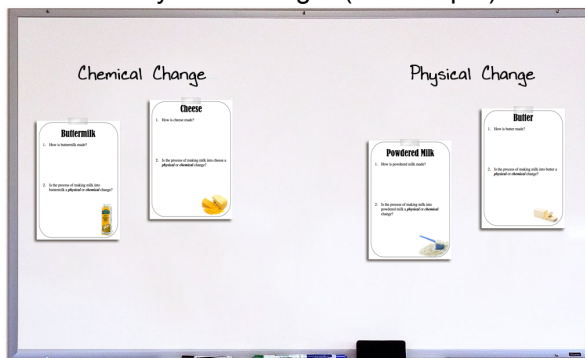 Chemical Change
Physical Change
Buttermilk
1. How is buttermilk made?
2. Is the process of making milk into
buttermilk a physical or chemical
change?
Cheese
1. How is cheese made?
2. Is the process of making milk into cheese a
physical or chemical change?
Powdered Milk
1. How is powdered milk made?
2. Is the process of making milk into
powdered milk a physical or chemical
change?
Butter
1. How is butter made?
2. Is the process of making milk into butter a
physical or chemical change?